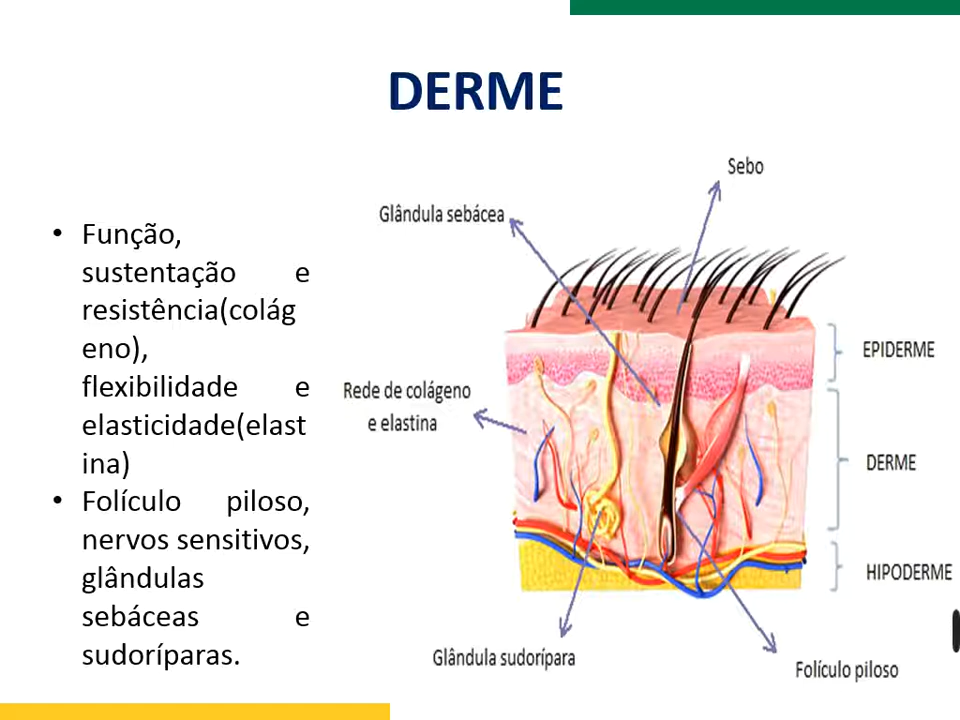 DERME
• Função,
sustentação e
resistência(colág
eno),
flexibilidade e
elasticidade(elast
ina)
• Folículo piloso,
nervos sensitivos,
glândulas
sebáceas e
sudoríparas.
Sebo
Glândula sebácea
Rede de colágeno
e elastina
EPIDERME
DERME
HIPODERME
Glândula sudorípara
Folículo piloso